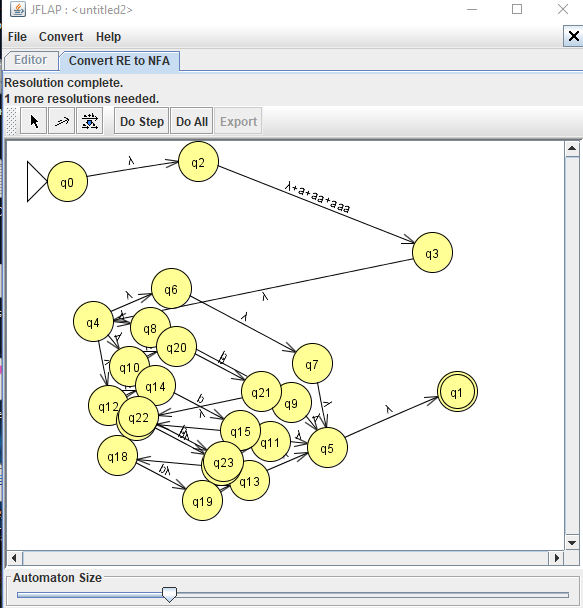 JFLAP : <untitled2>
File Convert Help
Editor Convert RE to NFA
Resolution complete.
1 more resolutions needed.
Do Step Do All Export
λ
q2
q0
λ+a+aa+aaa
q3
λ
q6
λ
q4
q8
λ
q20
q7
q10
q14
q21
q9
q1
λ
q12
b
λ
q22
q15
q11
q5
q18
q23
bλ
q13
q19
Automaton Size